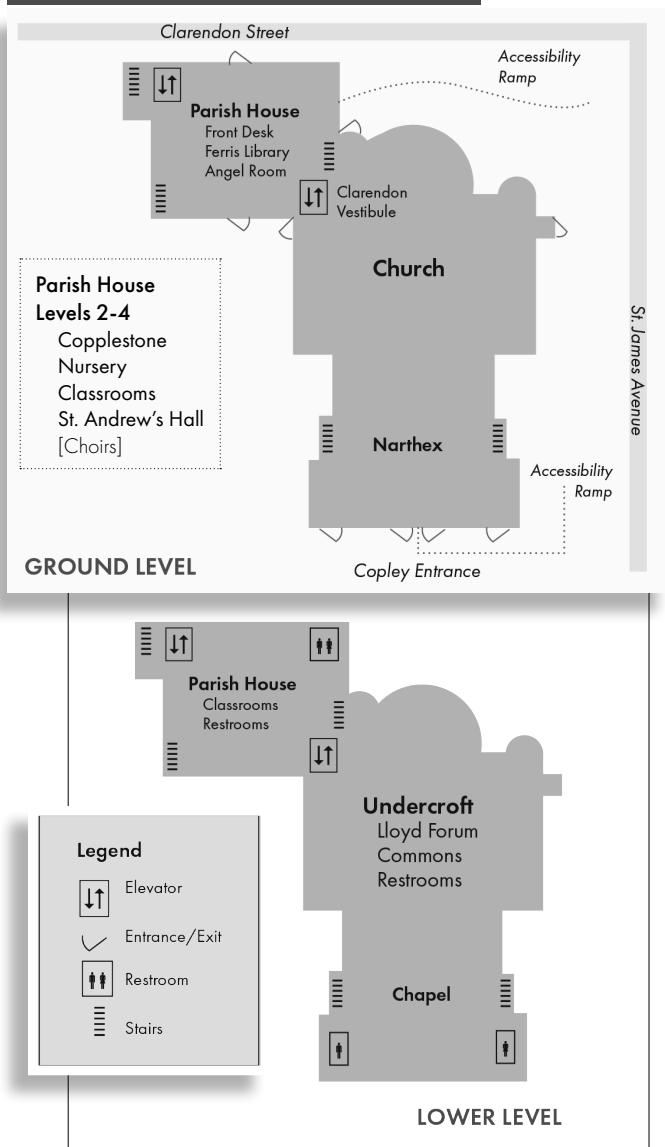 Clarendon Street
Accessibility
Ramp
Parish House
Front Desk
Ferris Library
Angel Room
Clarendon
Vestibule
Church
Parish House
Levels 2-4
Copplestone
Nursery
Classrooms
St. Andrew's Hall
[Choirs]
St. James Avenue
Narthex
Accessibility
Ramp
GROUND LEVEL
Copley Entrance
Parish House
Classrooms
Restrooms
Undercroft
Lloyd Forum
Commons
Restrooms
Legend
Elevator
Entrance/Exit
Restroom
Stairs
Chapel
LOWER LEVEL